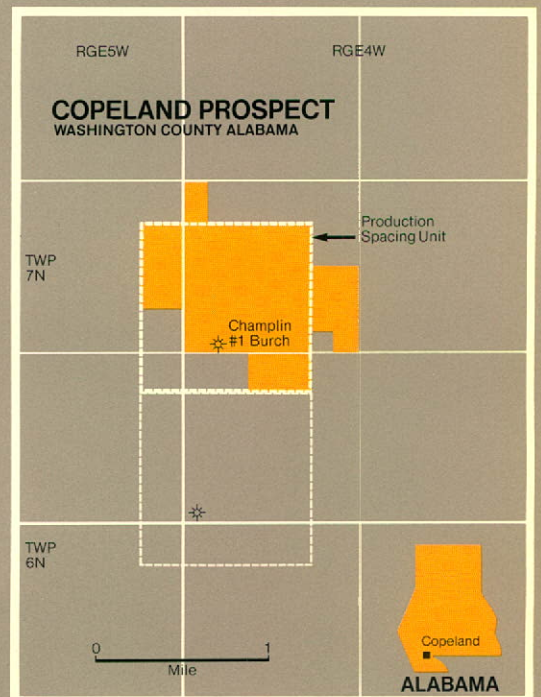 RGE5W
RGE4W
COPELAND PROSPECT
WASHINGTON COUNTY ALABAMA
Production
Spacing Unit
TWP
7N
Champlin
#1 Burch
TWP
6N
0
1
Mile
Copeland
ALABAMA